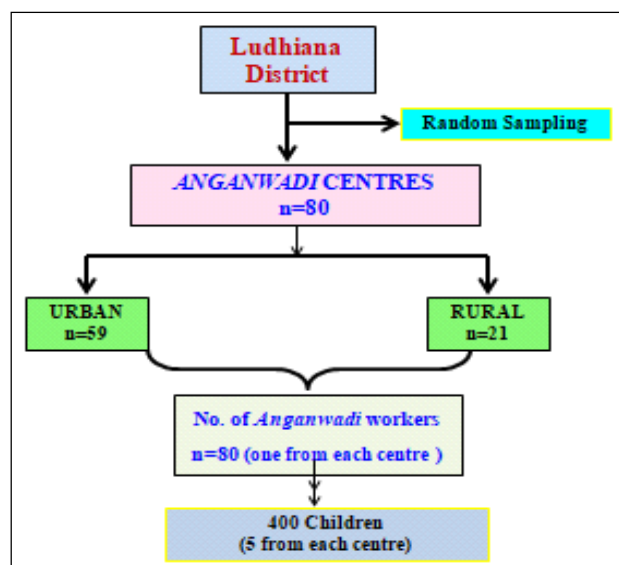 Ludhiana
District
Random Sampling
ANGANWADI CENTRES
n=80
URBAN
n=59
RURAL
n=21
No. of Anganwadi workers
n=80 (one from each centre )
400 Children
(5 from each centre)